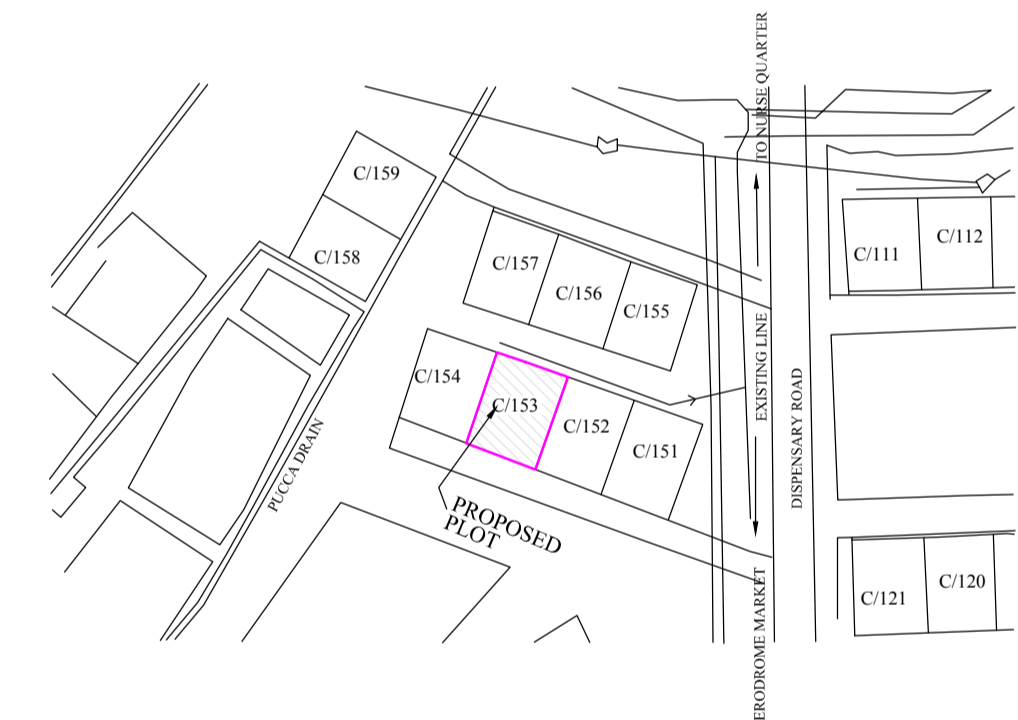 TO NURSE QUARTER
C/159
C/158
C/157
C/156
C/155
C/111
C/112
C/154
C/153
C/152
C/151
EXISTING LINE
DISPENSARY ROAD
PUCCA DRAIN
PROPOSED
PLOT
C/121
C/120
ERODROME MARKET